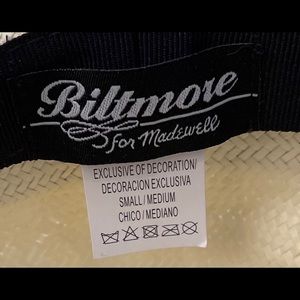 Biltmore
for Madewell
EXCLUSIVE OF DECORATION/
DECORACION EXCLUSIVA
SMALL / MEDIUM
CHICO / MEDIANO